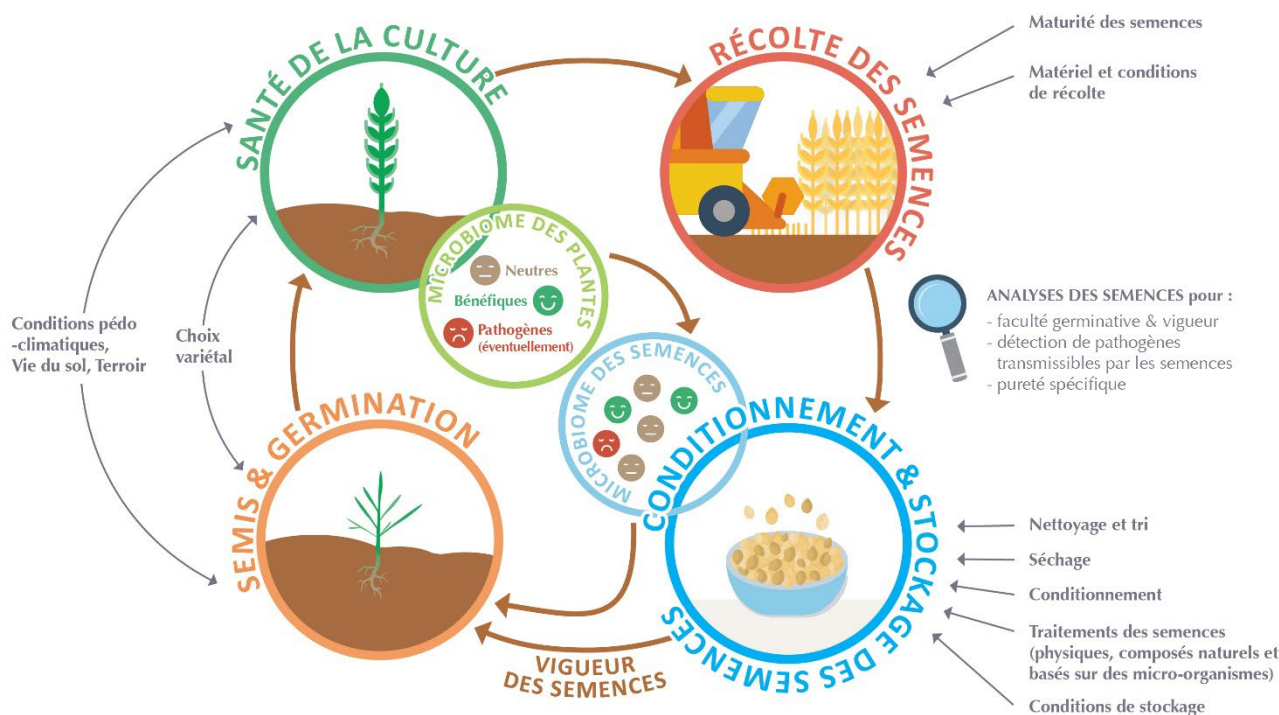 SANTÉ DE LA CULTURE
RÉCOLTE DES SEMENCES
Maturité des semences
Matériel et conditions
de récolte
MICROBIOME DES PLANTES
Neutres
Bénéfiques
Pathogènes
(éventuellement)
Conditions pédo
-climatiques,
Vie du sol, Terroir
Choix
variétal
ANALYSES DES SEMENCES pour :
- faculté germinative & vigueur
- détection de pathogènes
transmissibles par les semences
- pureté spécifique
MICROBIOME DES SEMENCES
SEMIS & GERMINATION
CONDITIONNEMENT & STOCKAGE DES SEMENCES
Nettoyage et tri
Séchage
Conditionnement
Traitements des semences
(physiques, composés naturels et
basés sur des micro-organismes)
Conditions de stockage
VIGUEUR
DES SEMENCES